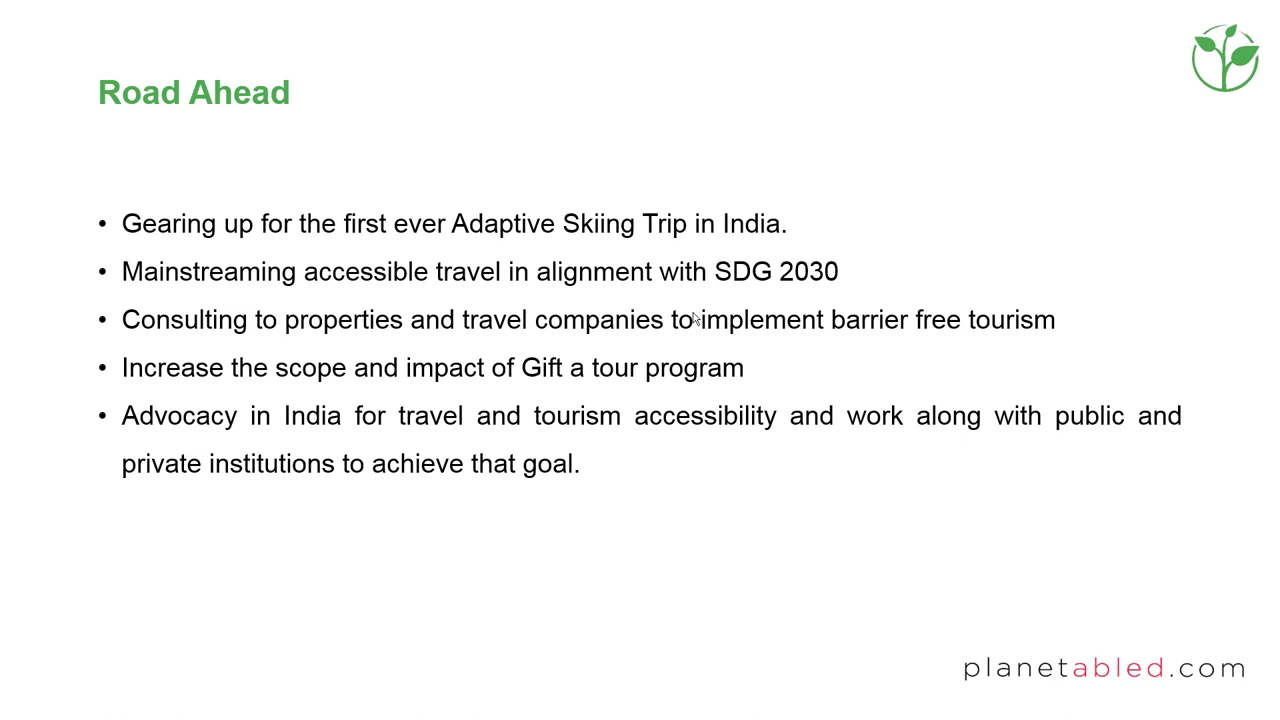 Road Ahead
• Gearing up for the first ever Adaptive Skiing Trip in India.
• Mainstreaming accessible travel in alignment with SDG 2030
• Consulting to properties and travel companies to implement barrier free tourism
• Increase the scope and impact of Gift a tour program
• Advocacy in India for travel and tourism accessibility and work along with public and
private institutions to achieve that goal.
planetabled.com